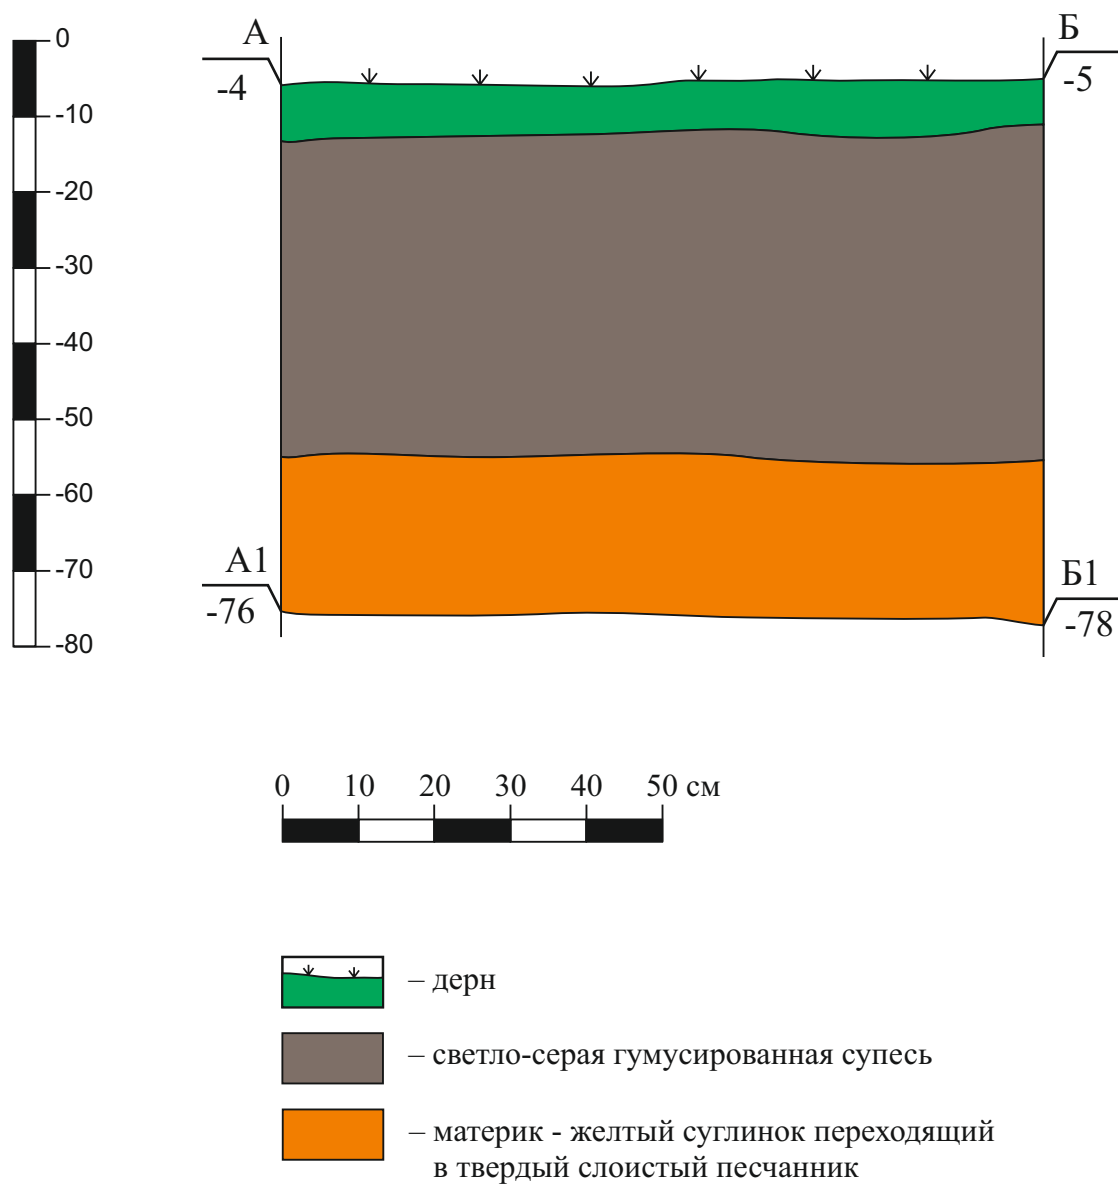 0
-10
-20
-30
-40
-50
-60
-70
-80
А
-4
Б
-5
А1
-76
Б1
-78
0 10 20 30 40 50 см
– дерн
– светло-серая гумусированная супесь
– материк - желтый суглинок переходящий
в твердый слоистый песчанник